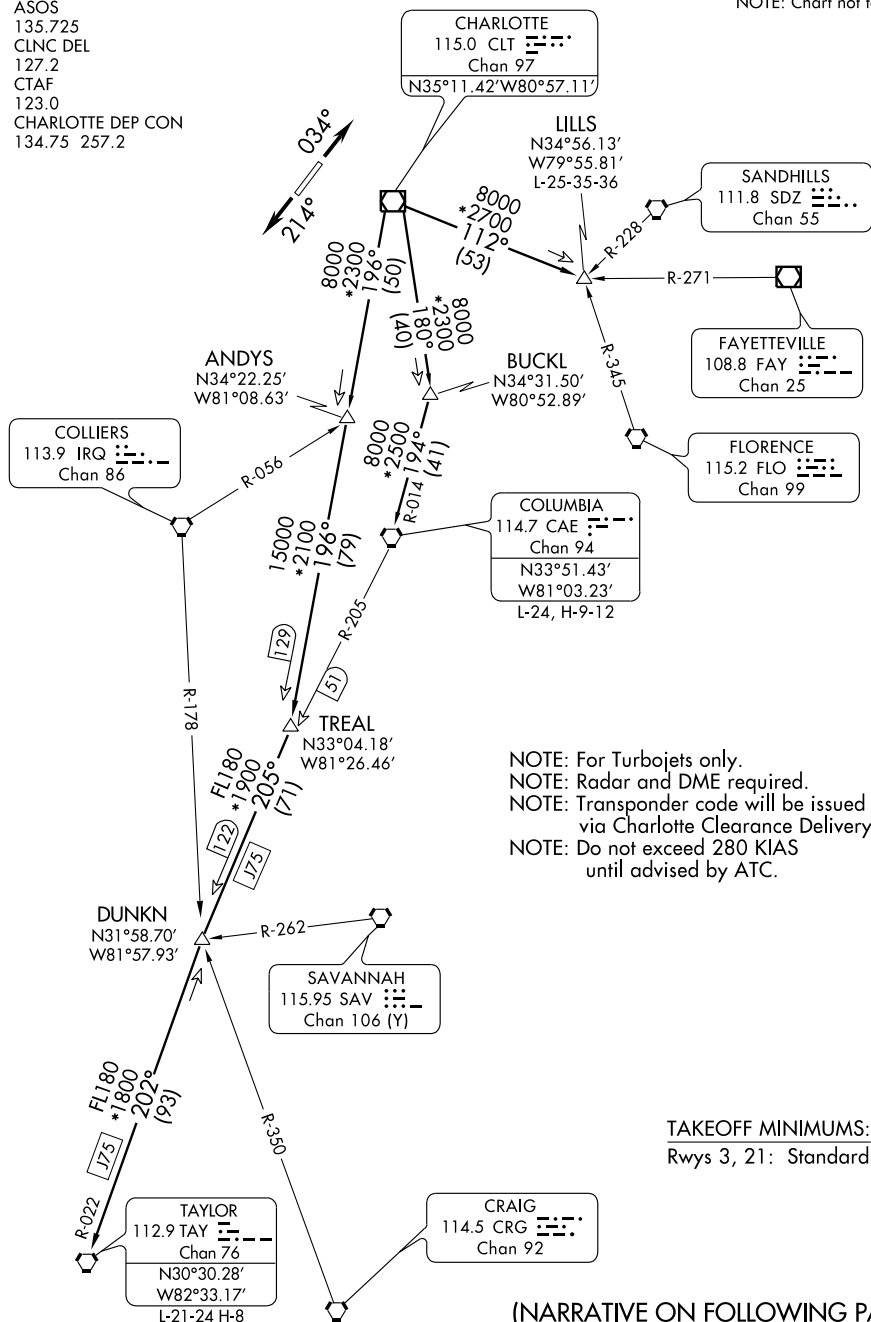 ASOS
135.725
CLNC DEL
127.2
CTAF
123.0
CHARLOTTE DEP CON
134.75 257.2
NOTE: Chart not
CHARLOTTE
115.0 CLT
Chan 97
N35°11.42'W80°57.11'
034°
214°
LILLS
N34°56.13'
W79°55.81'
L-25-35-36
SANDHILLS
111.8 SDZ
Chan 55
R-228
8000
*2700
112°
(53)
R-271
8000
*2300
196°
(50)
8000
*2300
180°
(40)
FAYETTEVILLE
108.8 FAY
Chan 25
R-345
ANDYS
N34°22.25'
W81°08.63'
BUCKL
N34°31.50'
W80°52.89'
COLLIERS
113.9 IRQ
Chan 86
R-056
8000
*2500
194°
(41)
R-014
FLORENCE
115.2 FLO
Chan 99
COLUMBIA
114.7 CAE
Chan 94
N33°51.43'
W81°03.23'
L-24, H-9-12
15000
*2100
196°
(79)
R-205
129
51
R-178
TREAL
N33°04.18'
W81°26.46'
FL180
*1900
205°
(71)
122
J75
NOTE: For Turbojets only.
NOTE: Radar and DME required.
NOTE: Transponder code will be issued
via Charlotte Clearance Delivery
NOTE: Do not exceed 280 KIAS
until advised by ATC.
DUNKN
N31°58.70'
W81°57.93'
R-262
SAVANNAH
115.95 SAV
Chan 106 (Y)
FL180
*1800
202°
(93)
J75
R-350
R-022
TAKEOFF MINIMUMS:
Rwys 3, 21: Standard
TAYLOR
112.9 TAY
Chan 76
N30°30.28'
W82°33.17'
L-21-24 H-8
CRAIG
114.5 CRG
Chan 92
(NARRATIVE ON FOLLOWING